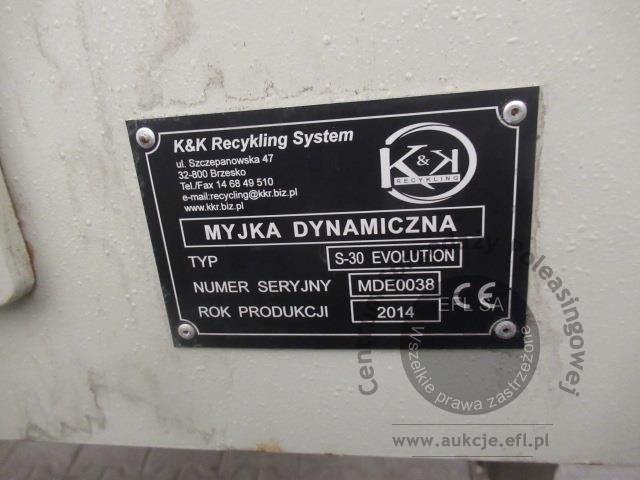 K&K Recykling System
ul. Szczepanowska 47
32-800 Brzesko
Tel./Fax 14 68 49 510
e-mail:recycling@kkr.biz.pl
www.kkr.biz.pl
K&K
RECYKLING
MYJKA DYNAMICZNA
TYP S-30 EVOLUTION
NUMER SERYJNY MDE0038
ROK PRODUKCJI 2014
CE
EFL SA
Wszelkie prawa zastrzeżone
www.aukcje.efl.pl